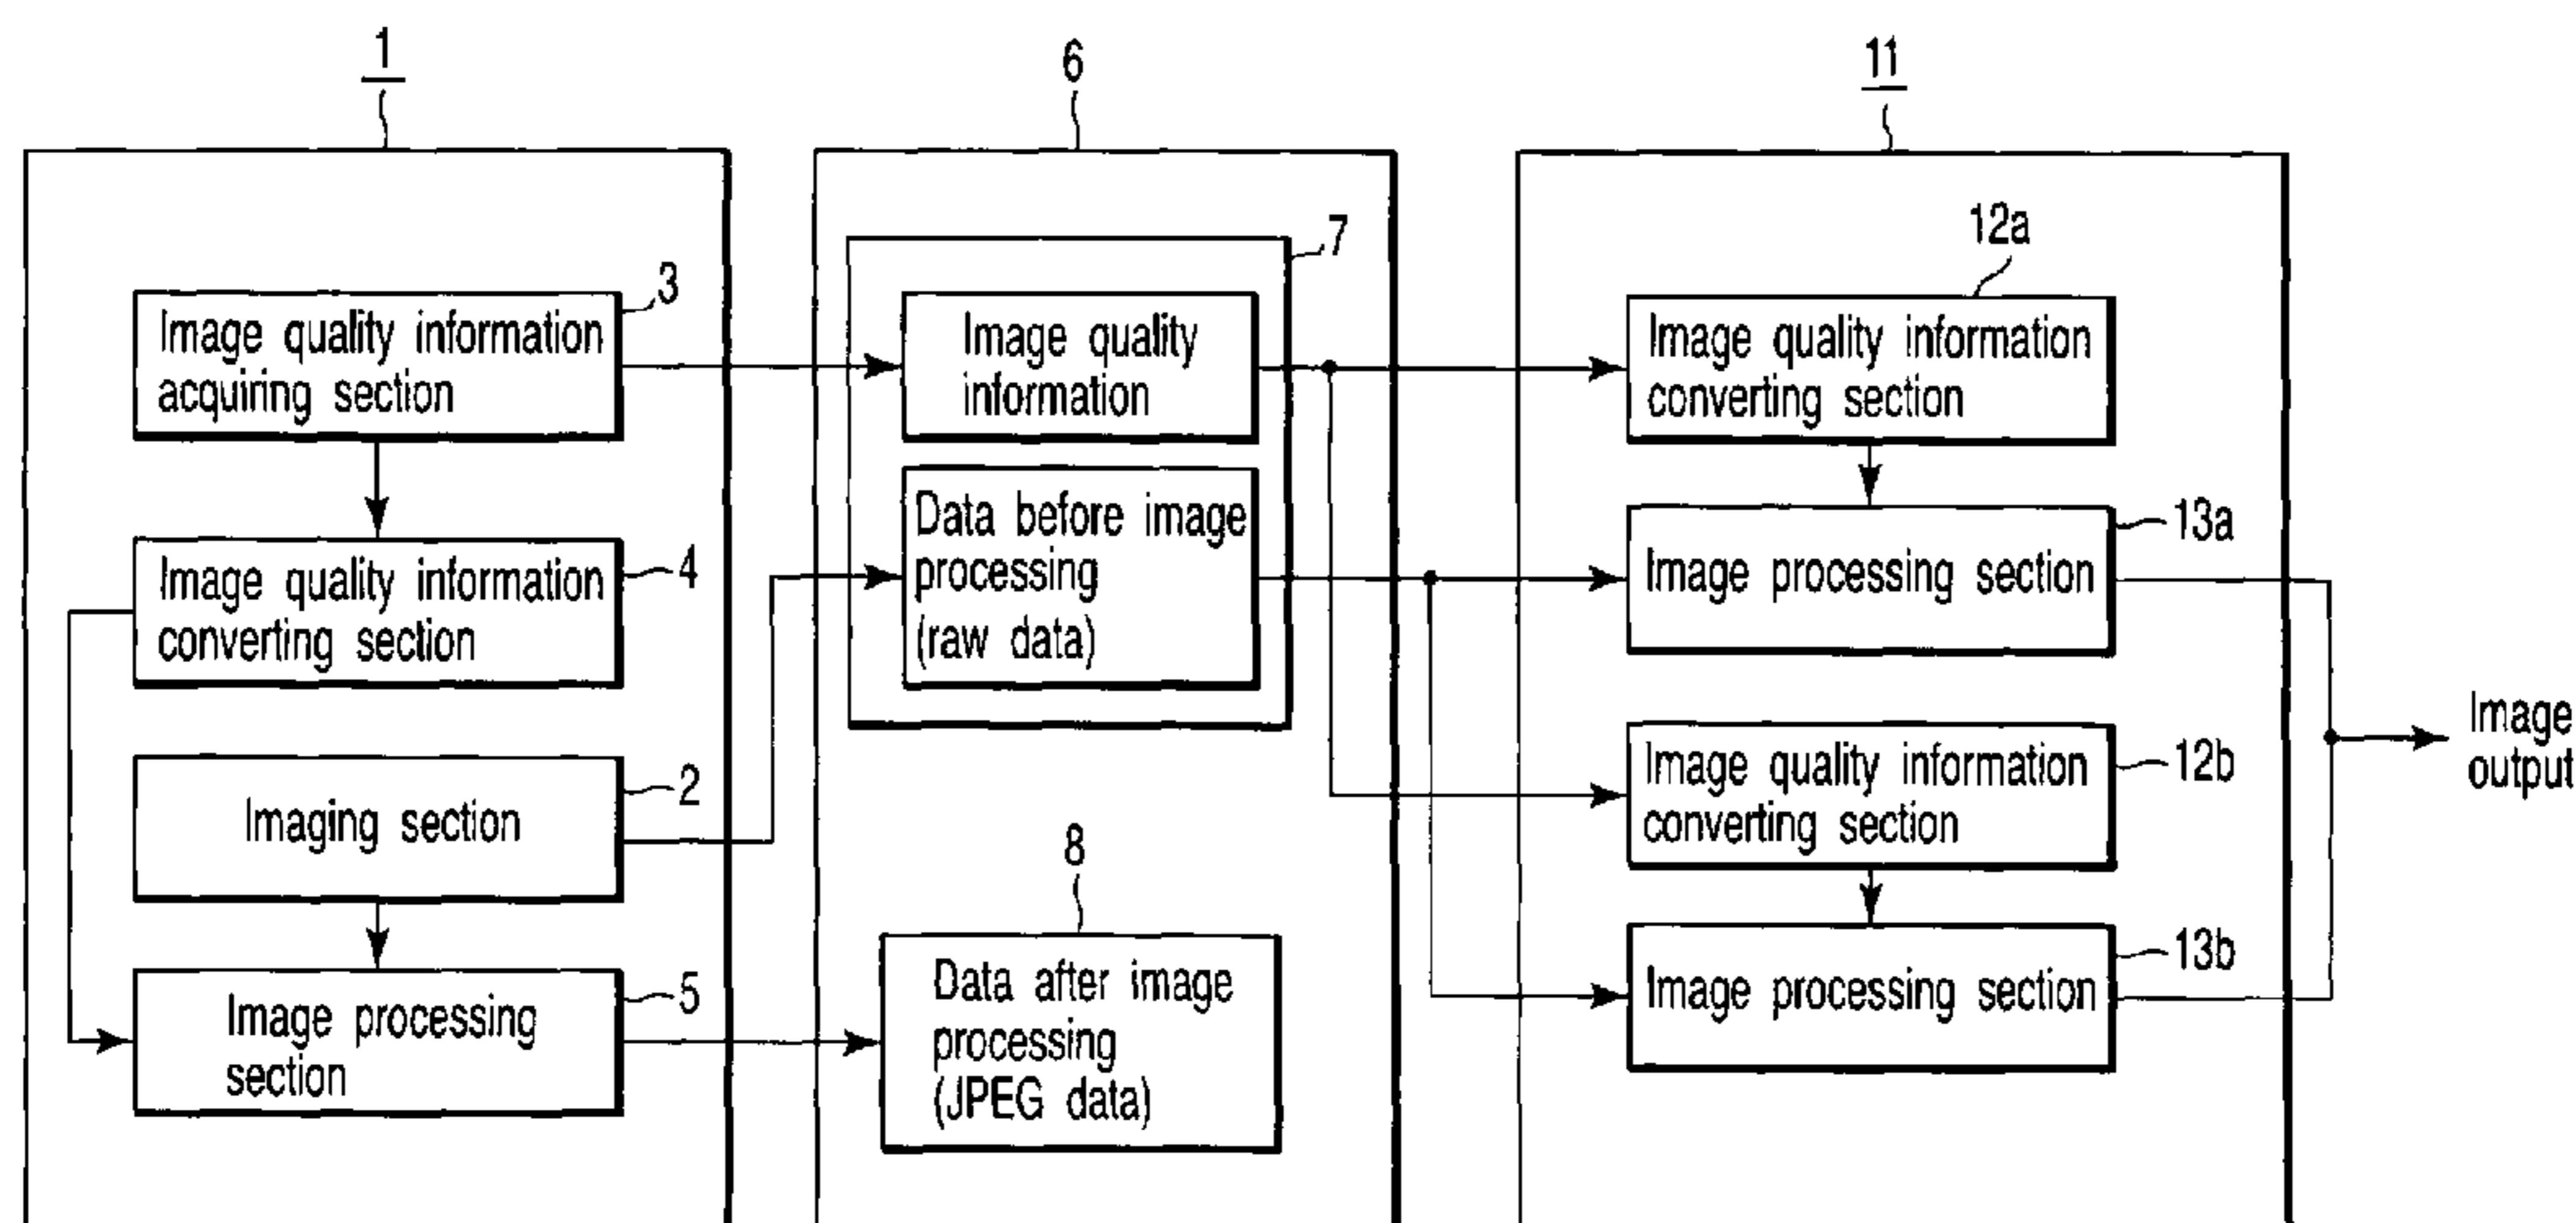 1
6
11
7
12a
3
Image quality information
acquiring section
Image quality
information
Image quality information
converting section
Data before image
processing
(raw data)
13a
Image processing section
4
Image quality information
converting section
2
Imaging section
12b
Image quality information
converting section
Image
output
8
5
Image processing
section
Data after image
processing
(JPEG data)
13b
Image processing section